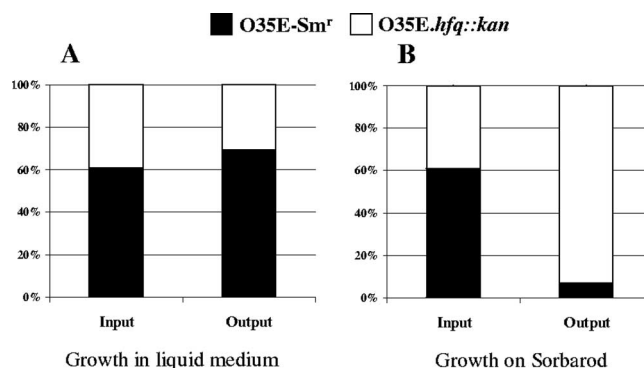 O35E-Smʳ O35E.hfq::kan
A B
100% 100%
80% 80%
60% 60%
40% 40%
20% 20%
0% 0%
Input Output Input Output
Growth in liquid medium Growth on Sorbarod